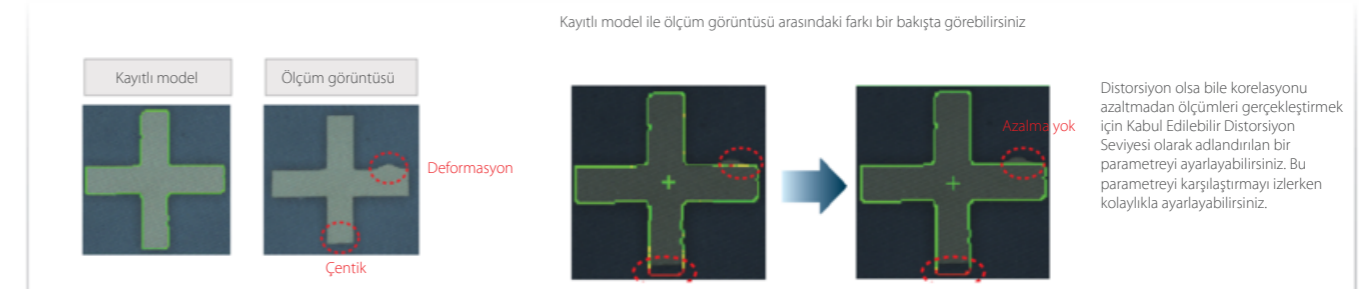 Kayıtlı model ile ölçüm görüntüsü arasındaki farkı bir bakışta görebilirsiniz
Kayıtlı model
Ölçüm görüntüsü
Deformasyon
Çentik
Azalma yok
Distorsiyon olsa bile korelasyonu
azaltmadan ölçümleri gerçekleştirmek
için Kabul Edilebilir Distorsiyon
Seviyesi olarak adlandırılan bir
parametreyi ayarlayabilirsiniz. Bu
parametreyi karşılaştırmayı izlerken
kolaylıkla ayarlayabilirsiniz.